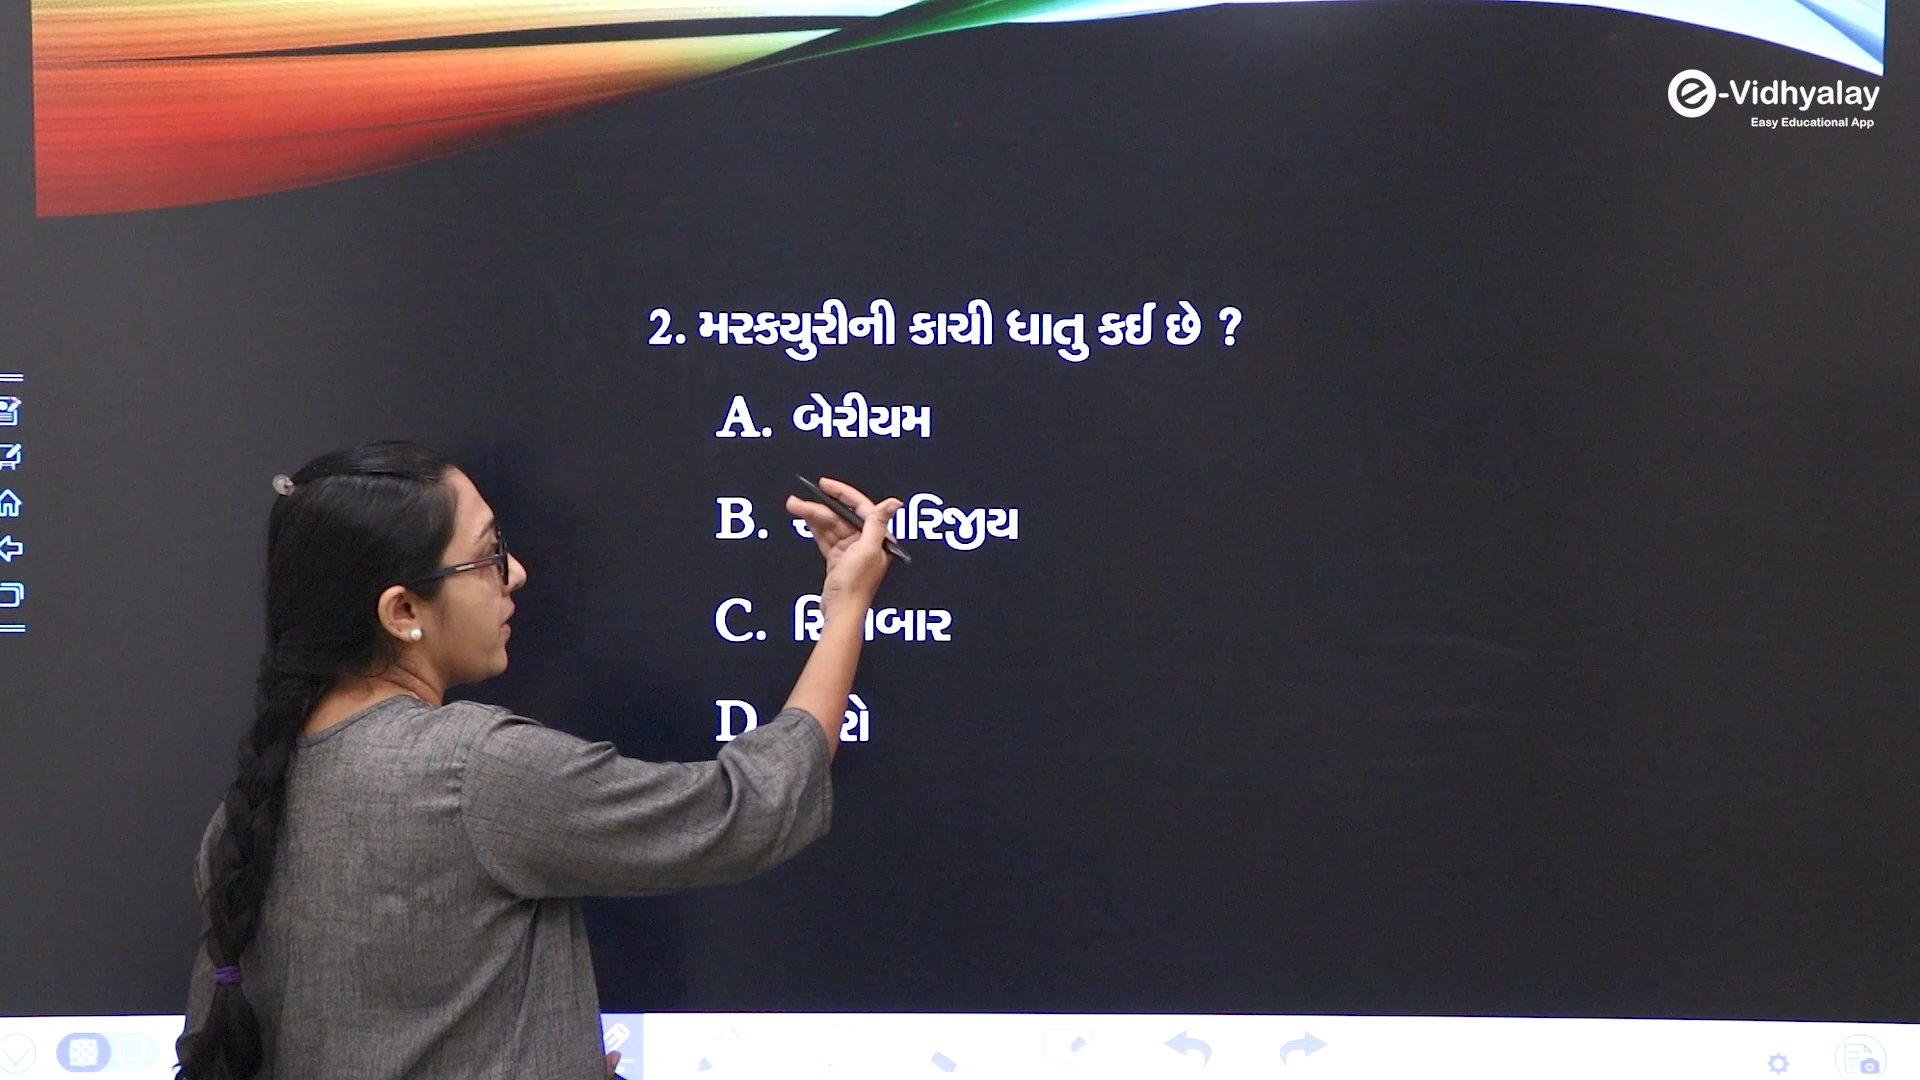 e-Vidhyalay
Easy Educational App
2. મરક્યુરીની કાચી ધાતુ કઈ છે ?
A. બેરીયમ
B.
C.
D